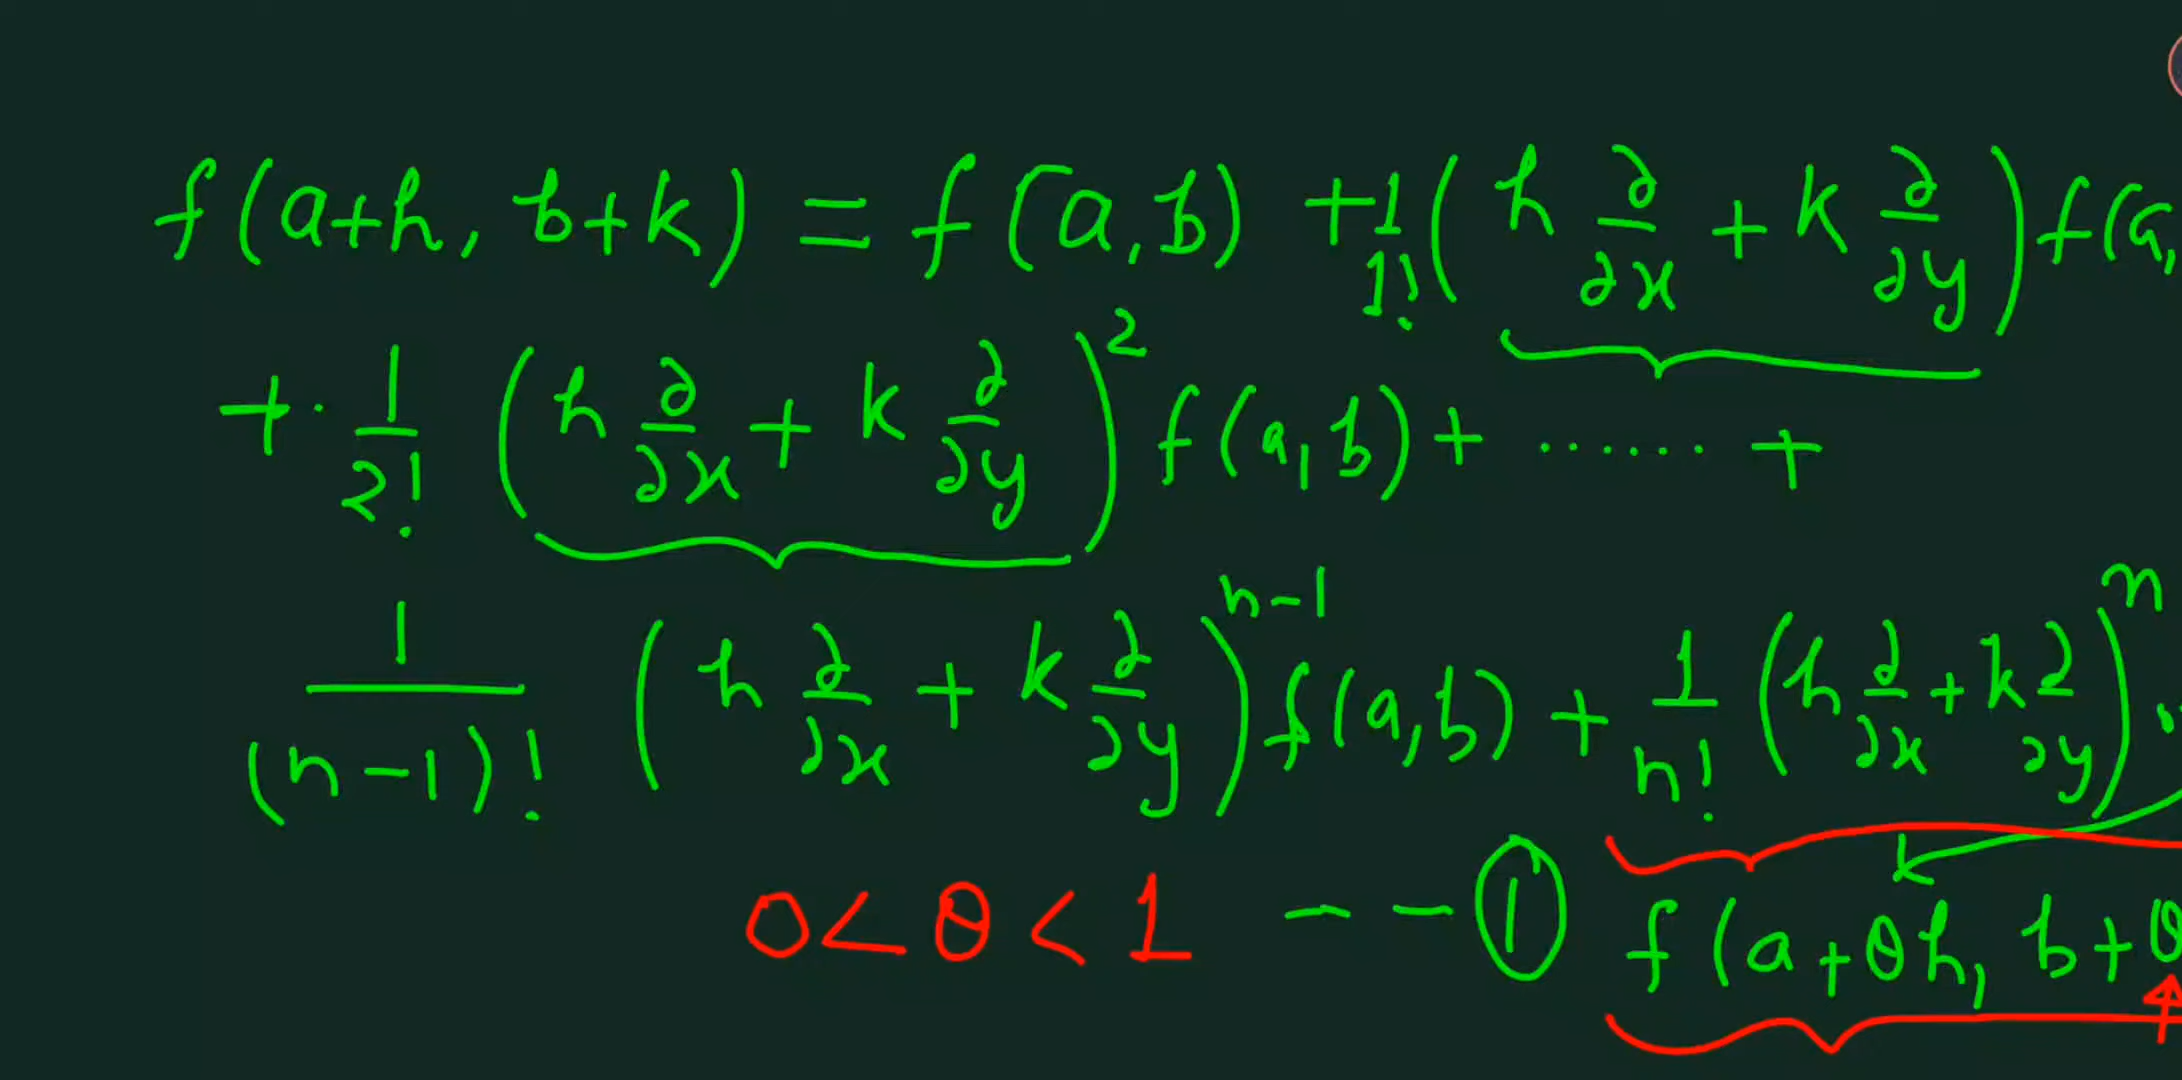 f(a+h, b+k) = f(a,b) + 1/1! (h ∂/∂x + k ∂/∂y) f(a,
+ · 1/2! (h ∂/∂x + k ∂/∂y)^2 f(a,b) + ....... +
1/(n-1)! (h ∂/∂x + k ∂/∂y)^{n-1} f(a,b) + 1/n! (h ∂/∂x + k ∂/∂y)^n
0<θ<1 -- ① f(a+θh, b+θ